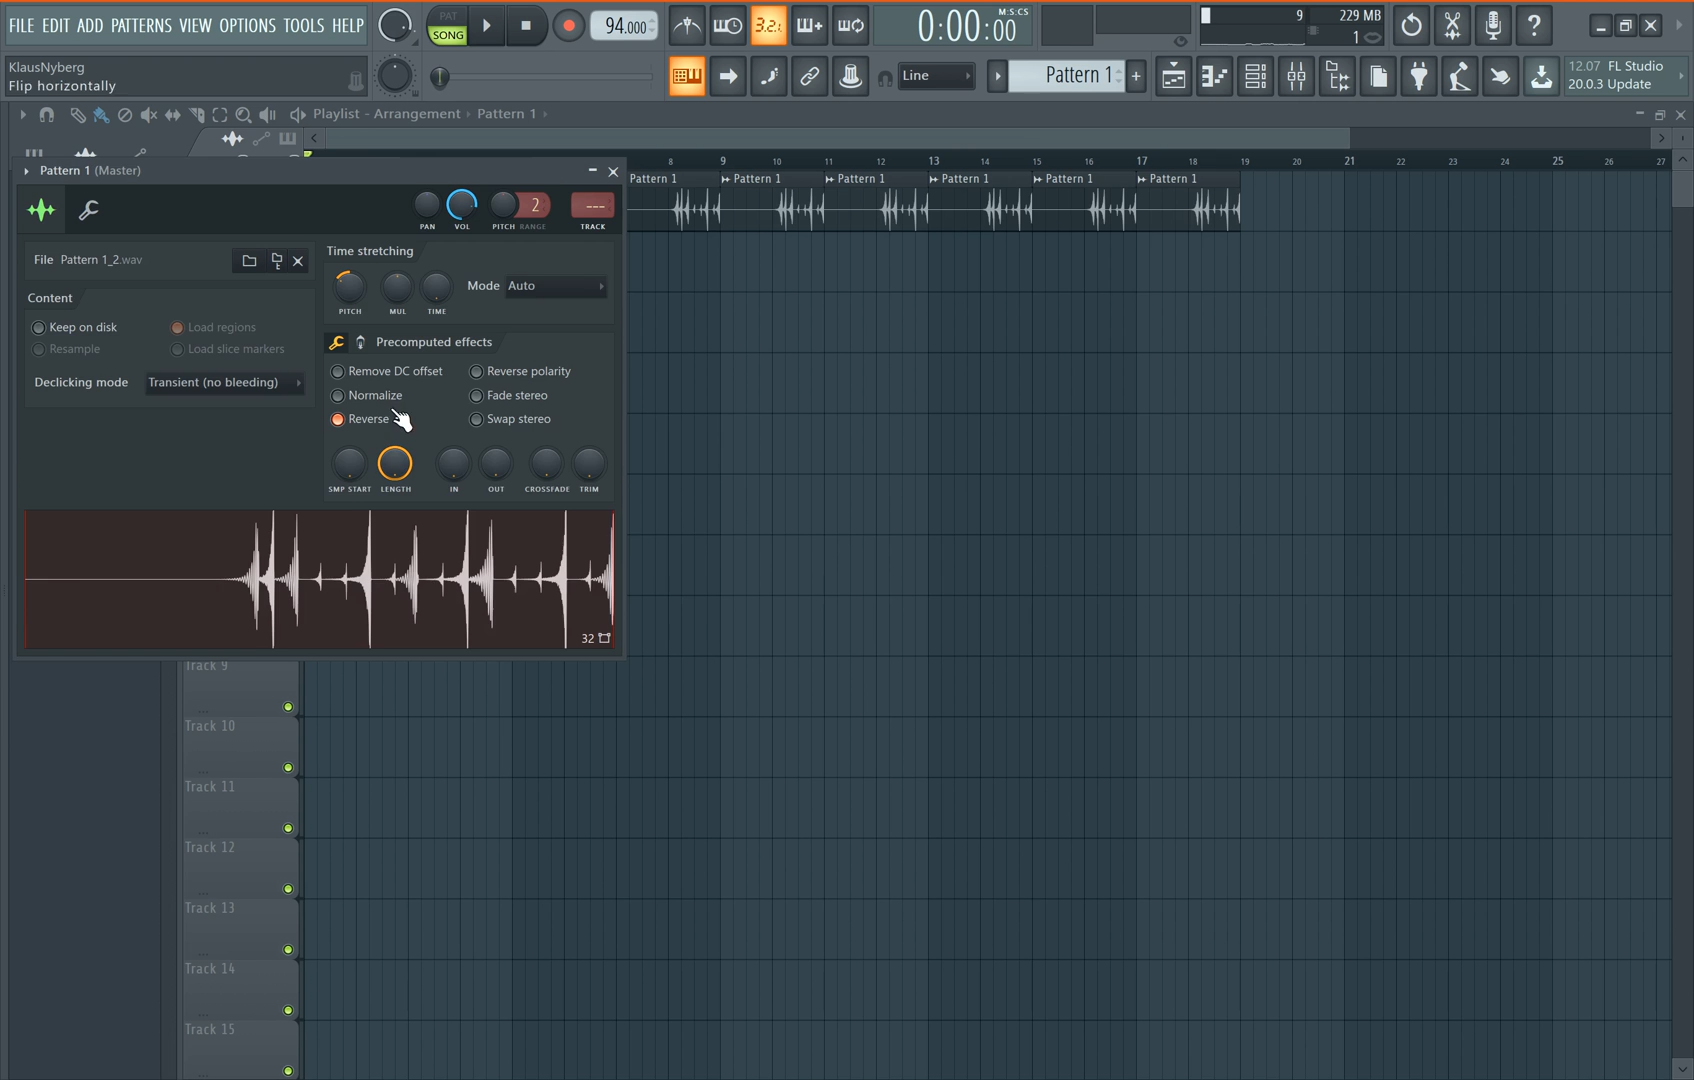 FILE EDIT ADD PATTERNS VIEW OPTIONS TOOLS HELP
PAT
SONG
94.000
3.2.
0:00:00
M:S:CS
9
229 MB
1
KlausNyberg
Flip horizontally
Line
Pattern 1
12.07 FL Studio
20.0.3 Update
Playlist - Arrangement › Pattern 1 ›
8 9 10 11 12 13 14 15 16 17 18 19 20 21 22 23 24 25 26 27
Pattern 1 Pattern 1 Pattern 1 Pattern 1 Pattern 1 Pattern 1
Pattern 1 (Master)
2
---
PAN VOL PITCH RANGE TRACK
File Pattern 1_2.wav
Content
Keep on disk
Load regions
Resample
Load slice markers
Declicking mode
Transient (no bleeding)
Time stretching
Mode Auto
PITCH MUL TIME
Precomputed effects
Remove DC offset
Reverse polarity
Normalize
Fade stereo
Reverse
Swap stereo
SMP START LENGTH IN OUT CROSSFADE TRIM
32
Track 9
Track 10
Track 11
Track 12
Track 13
Track 14
Track 15